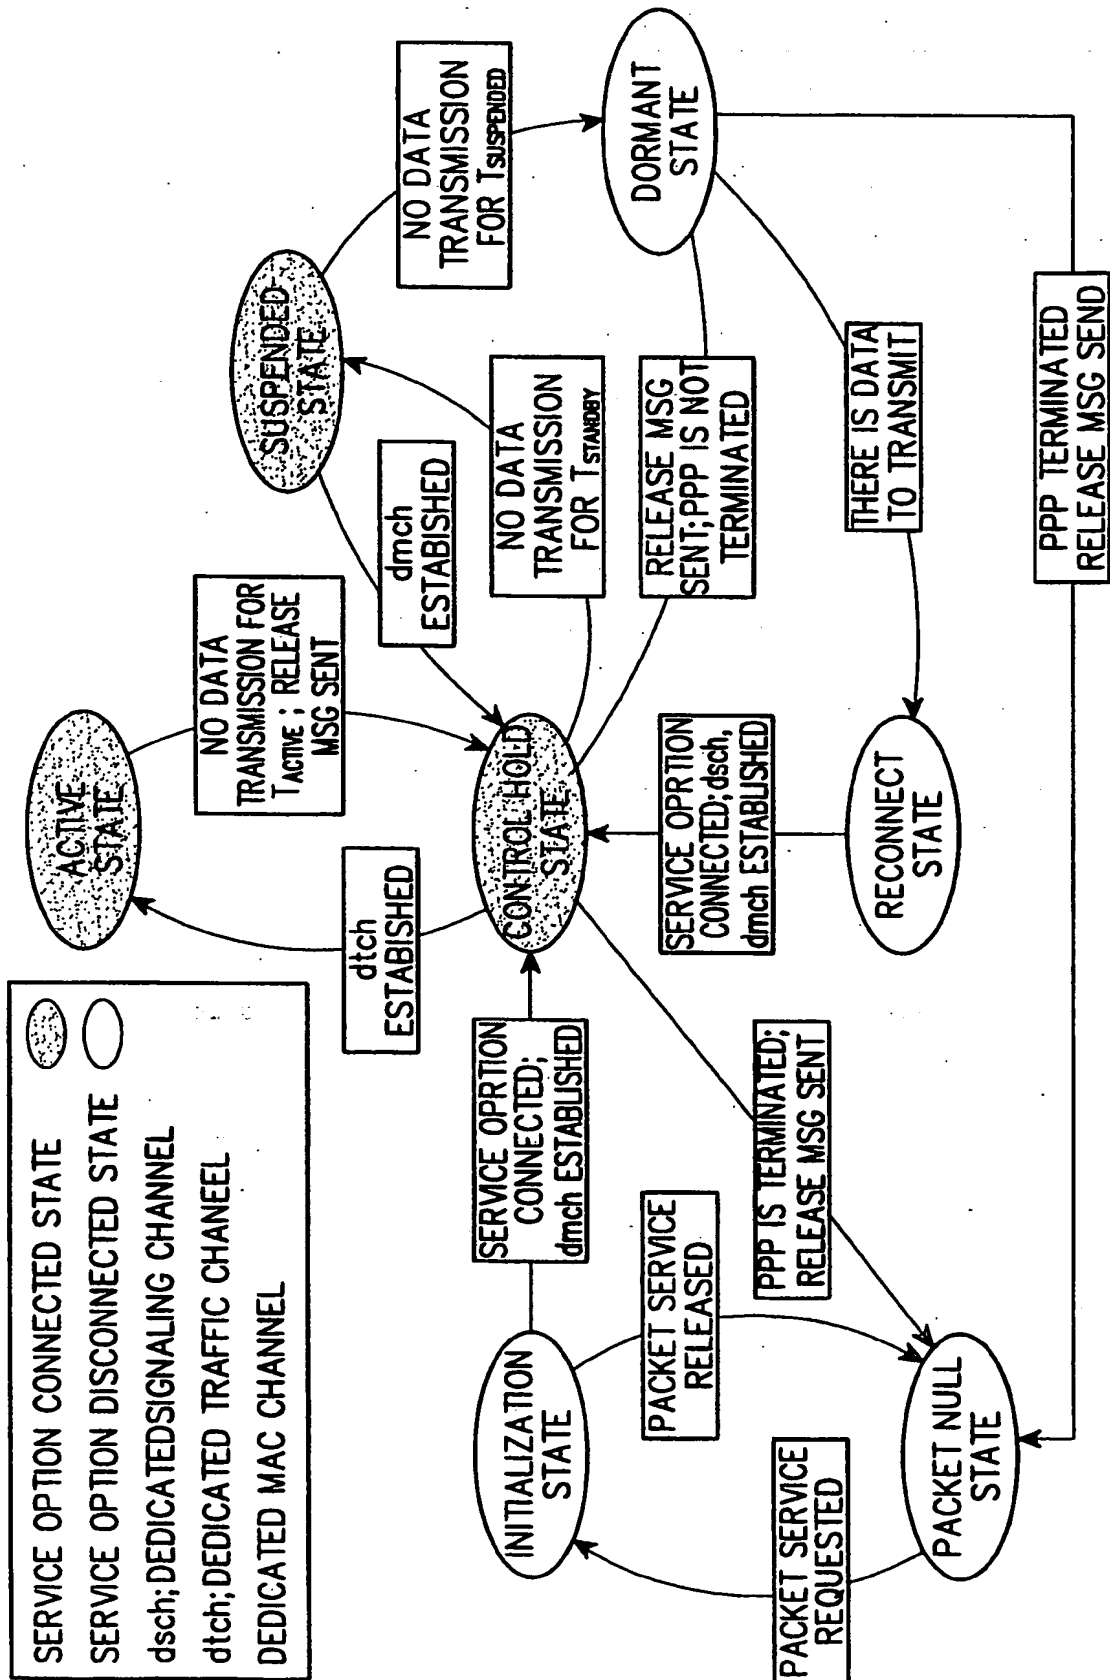 SERVICE OPTION CONNECTED STATE
SERVICE OPTION DISCONNECTED STATE
dsch;DEDICATEDSIGNALING CHANNEL
dtch;DEDICATED TRAFFIC CHANEEL
DEDICATED MAC CHANNEL
ACTIVE
STATE
NO DATA
TRANSMISSION FOR
TACTIVE ; RELEASE
MSG SENT
dtch
ESTABISHED
SUSPENDED
STATE
dmch
ESTABISHED
NO DATA
TRANSMISSION
FOR TSUSPENDED
SERVICE OPRTION
CONNECTED;
dmch ESTABLISHED
CONTROL HOLD
STATE
NO DATA
TRANSMISSION
FOR TSTANDBY
INITIALIZATION
STATE
PACKET SERVICE
RELEASED
RELEASE MSG
SENT;PPP IS NOT
TERMINATED
DORMANT
STATE
SERVICE OPRTION
CONNECTED;dsch,
dmch ESTABLISHED
PPP IS TERMINATED;
RELEASE MSG SENT
THERE IS DATA
TO TRANSMIT
PACKET SERVICE
REQUESTED
PACKET NULL
STATE
RECONNECT
STATE
PPP TERMINATED
RELEASE MSG SEND